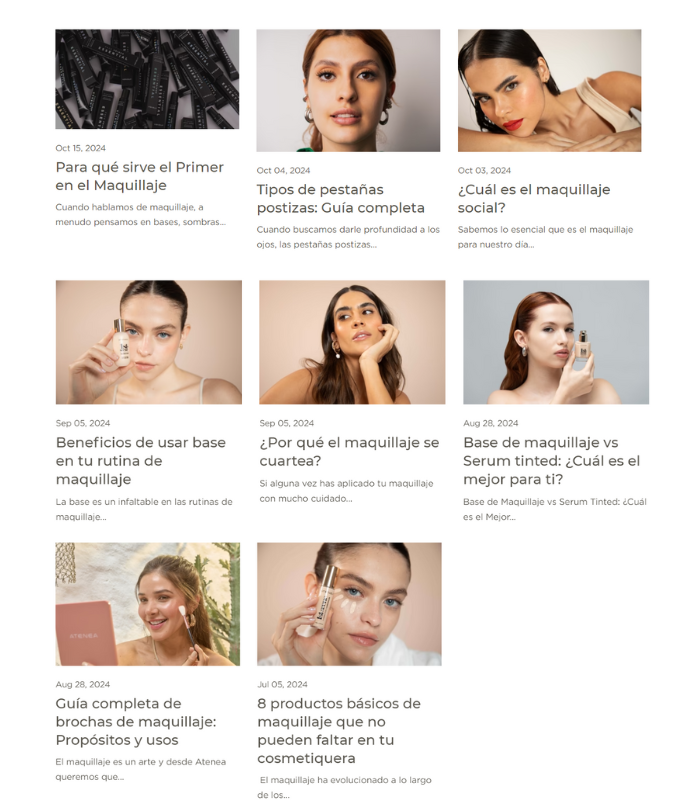 Oct 15, 2024
Para qué sirve el Primer
en el Maquillaje
Cuando hablamos de maquillaje, a
menudo pensamos en bases, sombras...
Oct 04, 2024
Tipos de pestañas
postizas: Guía completa
Cuando buscamos darle profundidad a los
ojos, las pestañas postizas...
Oct 03, 2024
¿Cuál es el maquillaje
social?
Sabemos lo esencial que es el maquillaje
para nuestro día...
Sep 05, 2024
Beneficios de usar base
en tu rutina de
maquillaje
La base es un infaltable en las rutinas de
maquillaje...
Sep 05, 2024
¿Por qué el maquillaje se
cuartea?
Si alguna vez has aplicado tu maquillaje
con mucho cuidado...
Aug 28, 2024
Base de maquillaje vs
Serum tinted: ¿Cuál es el
mejor para ti?
Base de Maquillaje vs Serum Tinted: ¿Cuál
es el Mejor...
ATENEA
Aug 28, 2024
Guía completa de
brochas de maquillaje:
Propósitos y usos
El maquillaje es un arte y desde Atenea
queremos que...
Jul 05, 2024
8 productos básicos de
maquillaje que no
pueden faltar en tu
cosmetiquera
El maquillaje ha evolucionado a lo largo
de los...